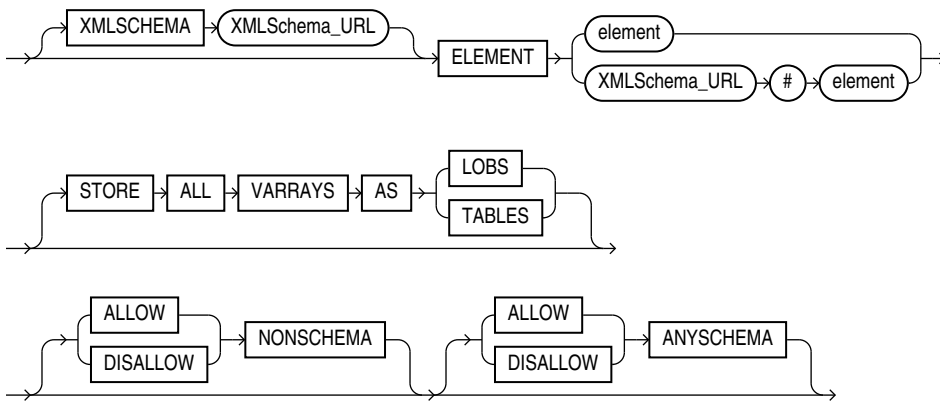 XMLSCHEMA XMLSchema_URL element
ELEMENT
XMLSchema_URL # element
STORE ALL VARRAYS AS LOBS
TABLES
ALLOW NONSCHEMA ALLOW ANYSCHEMA
DISALLOW DISALLOW